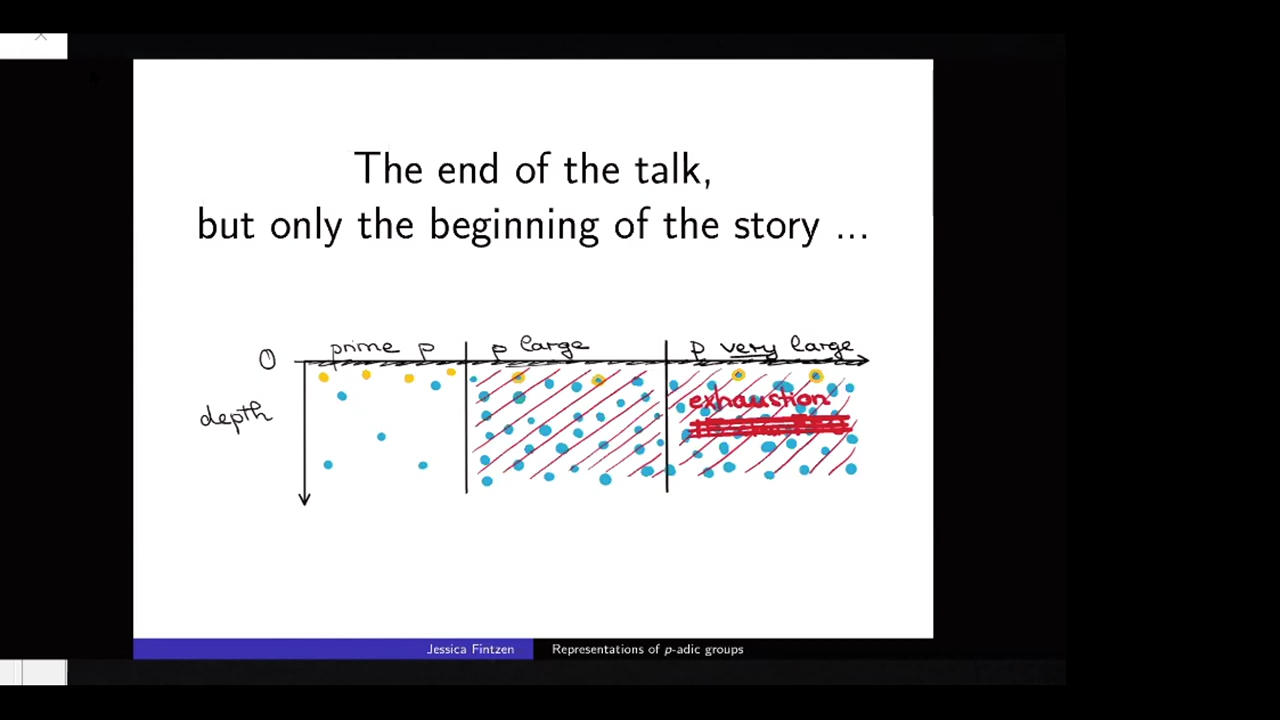 The end of the talk,
but only the beginning of the story ...
0 prime p p large p very large
depth
exhaustion
Jessica Fintzen Representations of p-adic groups